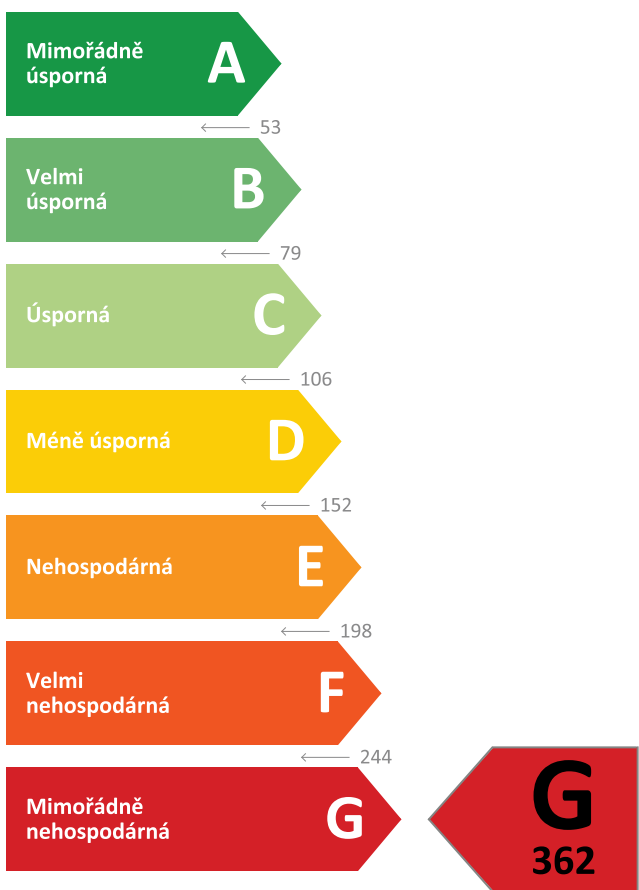 Mimořádně
úsporná
A
53
Velmi
úsporná
B
79
Úsporná
C
106
Méně úsporná
D
152
Nehospodárná
E
198
Velmi
nehospodárná
F
244
Mimořádně
nehospodárná
G
G
362